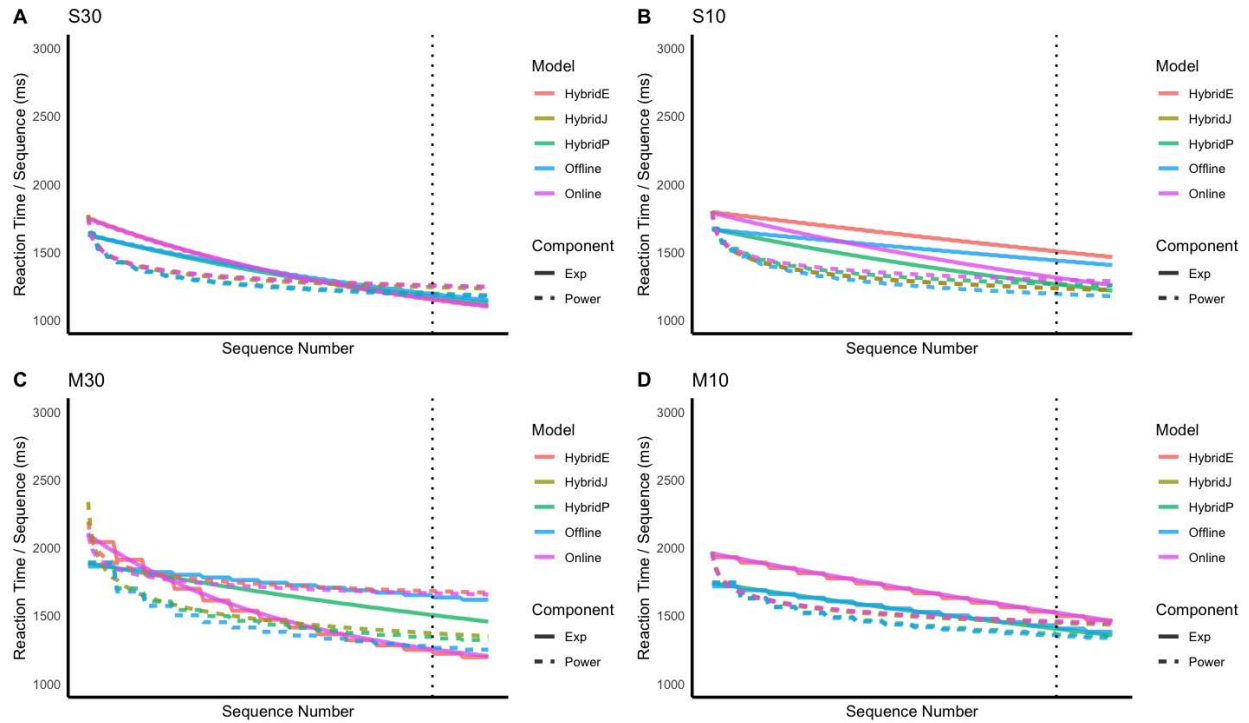 A S30
Reaction Time / Sequence (ms)
3000
2500
2000
1500
1000
Sequence Number
Model
HybridE
HybridJ
HybridP
Offline
Online
Component
Exp
Power
B S10
Reaction Time / Sequence (ms)
3000
2500
2000
1500
1000
Sequence Number
Model
HybridE
HybridJ
HybridP
Offline
Online
Component
Exp
Power
C M30
Reaction Time / Sequence (ms)
3000
2500
2000
1500
1000
Sequence Number
Model
HybridE
HybridJ
HybridP
Offline
Online
Component
Exp
Power
D M10
Reaction Time / Sequence (ms)
3000
2500
2000
1500
1000
Sequence Number
Model
HybridE
HybridJ
HybridP
Offline
Online
Component
Exp
Power